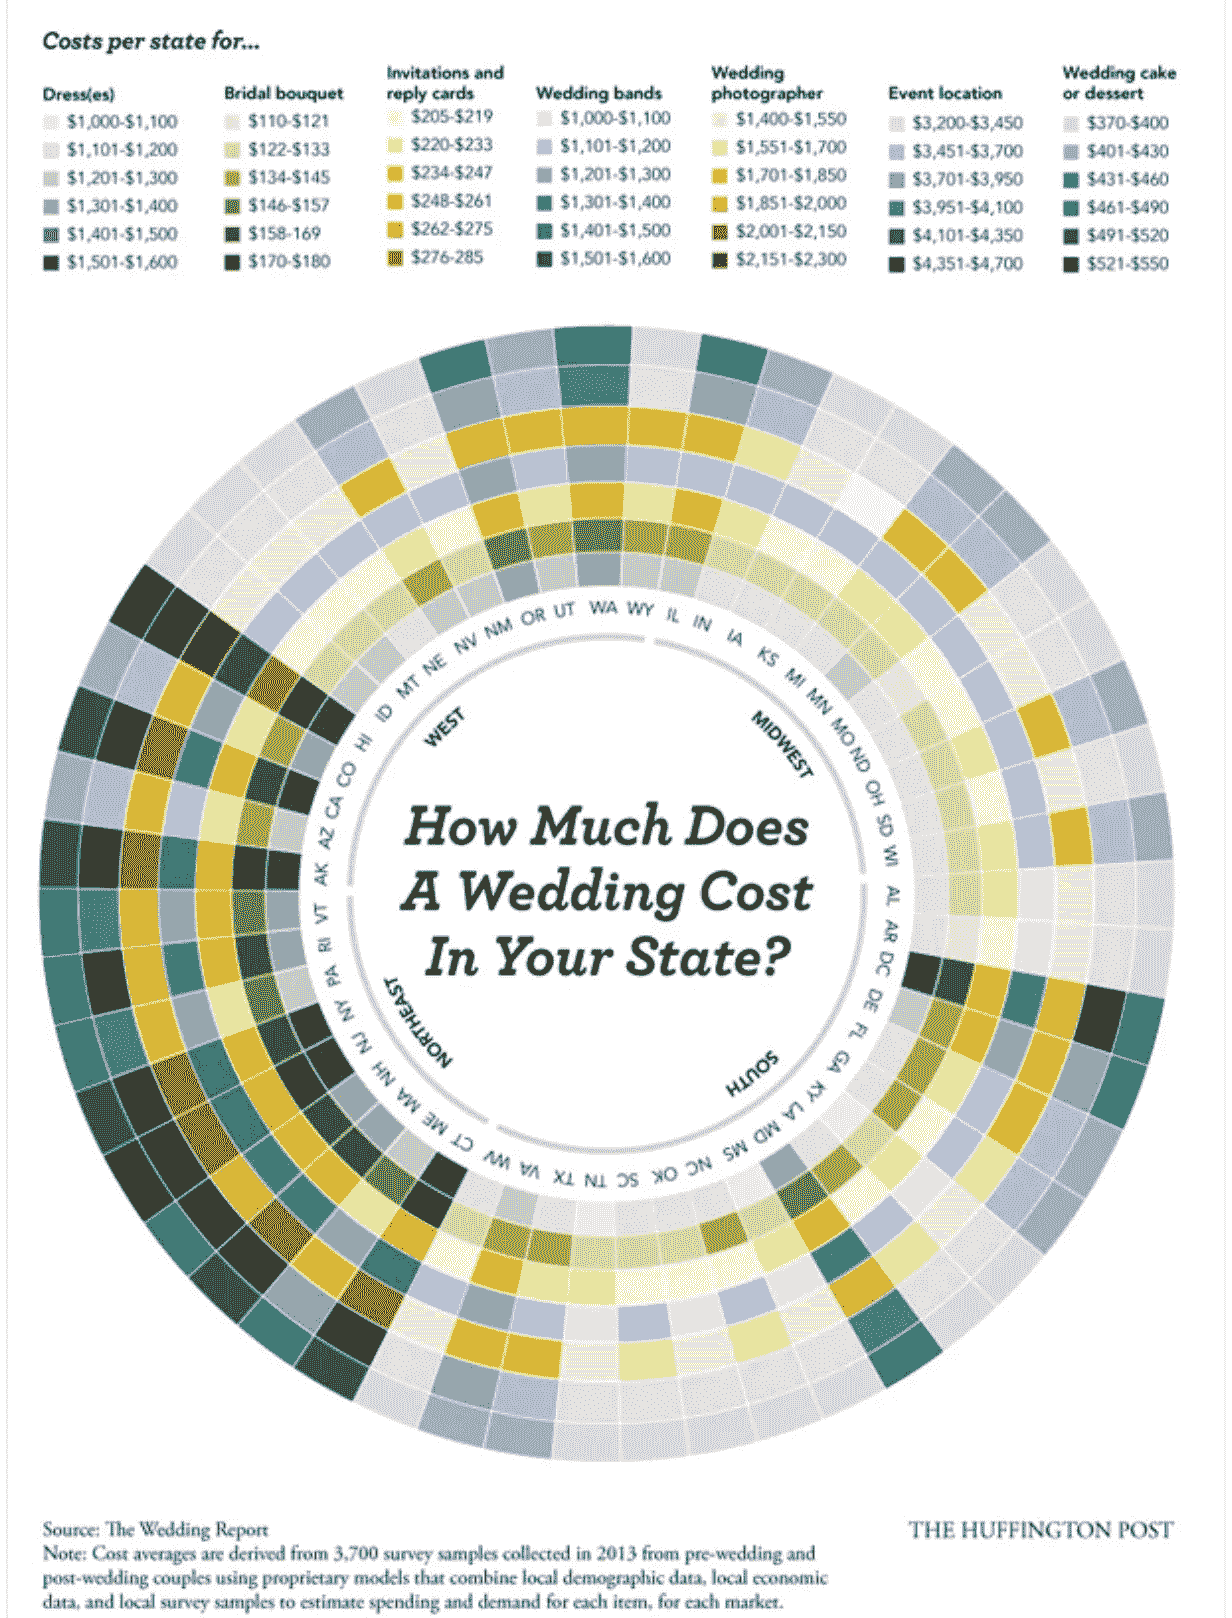 Costs per state for...
Dress(es)
$1,000-$1,100
$1,101-$1,200
$1,201-$1,300
$1,301-$1,400
$1,401-$1,500
$1,501-$1,600
Bridal bouquet
$110-$121
$122-$133
$134-$145
$146-$157
$158-169
$170-$180
Invitations and
reply cards
$205-$219
$220-$233
$234-$247
$248-$261
$262-$275
$276-285
Wedding bands
$1,000-$1,100
$1,101-$1,200
$1,201-$1,300
$1,301-$1,400
$1,401-$1,500
$1,501-$1,600
Wedding
photographer
$1,400-$1,550
$1,551-$1,700
$1,701-$1,850
$1,851-$2,000
$2,001-$2,150
$2,151-$2,300
Event location
$3,200-$3,450
$3,451-$3,700
$3,701-$3,950
$3,951-$4,100
$4,101-$4,350
$4,351-$4,700
Wedding cake
or dessert
$370-$400
$401-$430
$431-$460
$461-$490
$491-$520
$521-$550
WEST
AK
AZ
CA
CO
HI
ID
MT
NE
NV
NM
OR
UT
WA
WY
MIDWEST
IL
IN
IA
KS
MI
MN
MO
ND
OH
SD
WI
SOUTH
AL
AR
DC
DE
FL
GA
KY
LA
MD
MS
NC
OK
SC
TN
TX
VA
WV
NORTHEAST
CT
ME
MA
NH
NJ
NY
PA
RI
VT
How Much Does
A Wedding Cost
In Your State?
Source: The Wedding Report
Note: Cost averages are derived from 3,700 survey samples collected in 2013 from pre-wedding and
post-wedding couples using proprietary models that combine local demographic data, local economic
data, and local survey samples to estimate spending and demand for each item, for each market.
THE HUFFINGTON POST